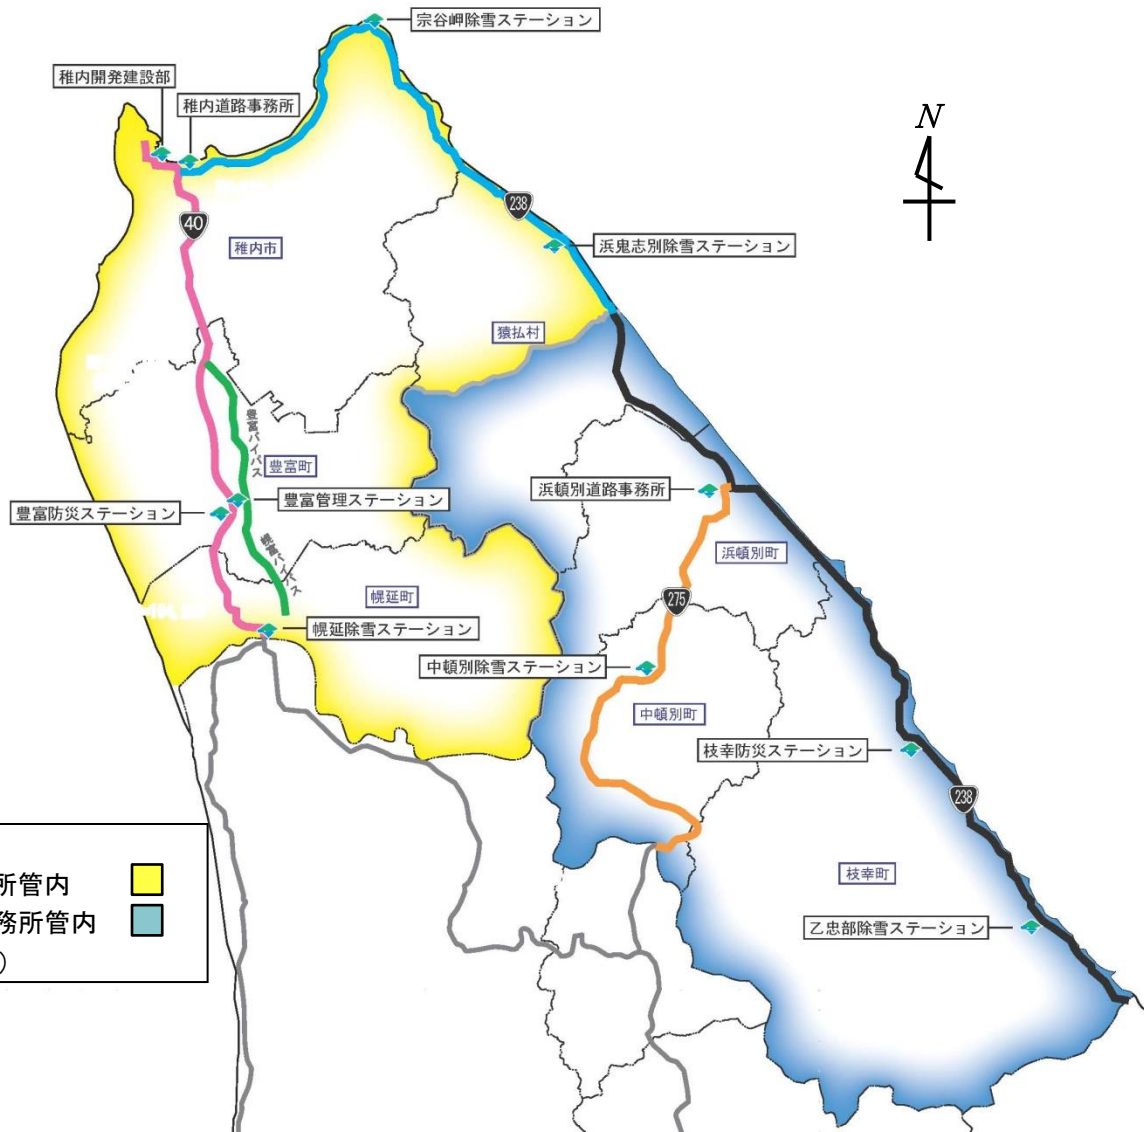 宗谷岬除雪ステーション
稚内開発建設部
稚内道路事務所
N
238
40
稚内市
浜鬼志別除雪ステーション
猿払村
豊富バイパス
豊富町
浜頓別道路事務所
豊富管理ステーション
豊富防災ステーション
幌富バイパス
浜頓別町
幌延町
275
幌延除雪ステーション
中頓別除雪ステーション
中頓別町
枝幸防災ステーション
238
所管内
枝幸町
務所管内
乙忠部除雪ステーション
)